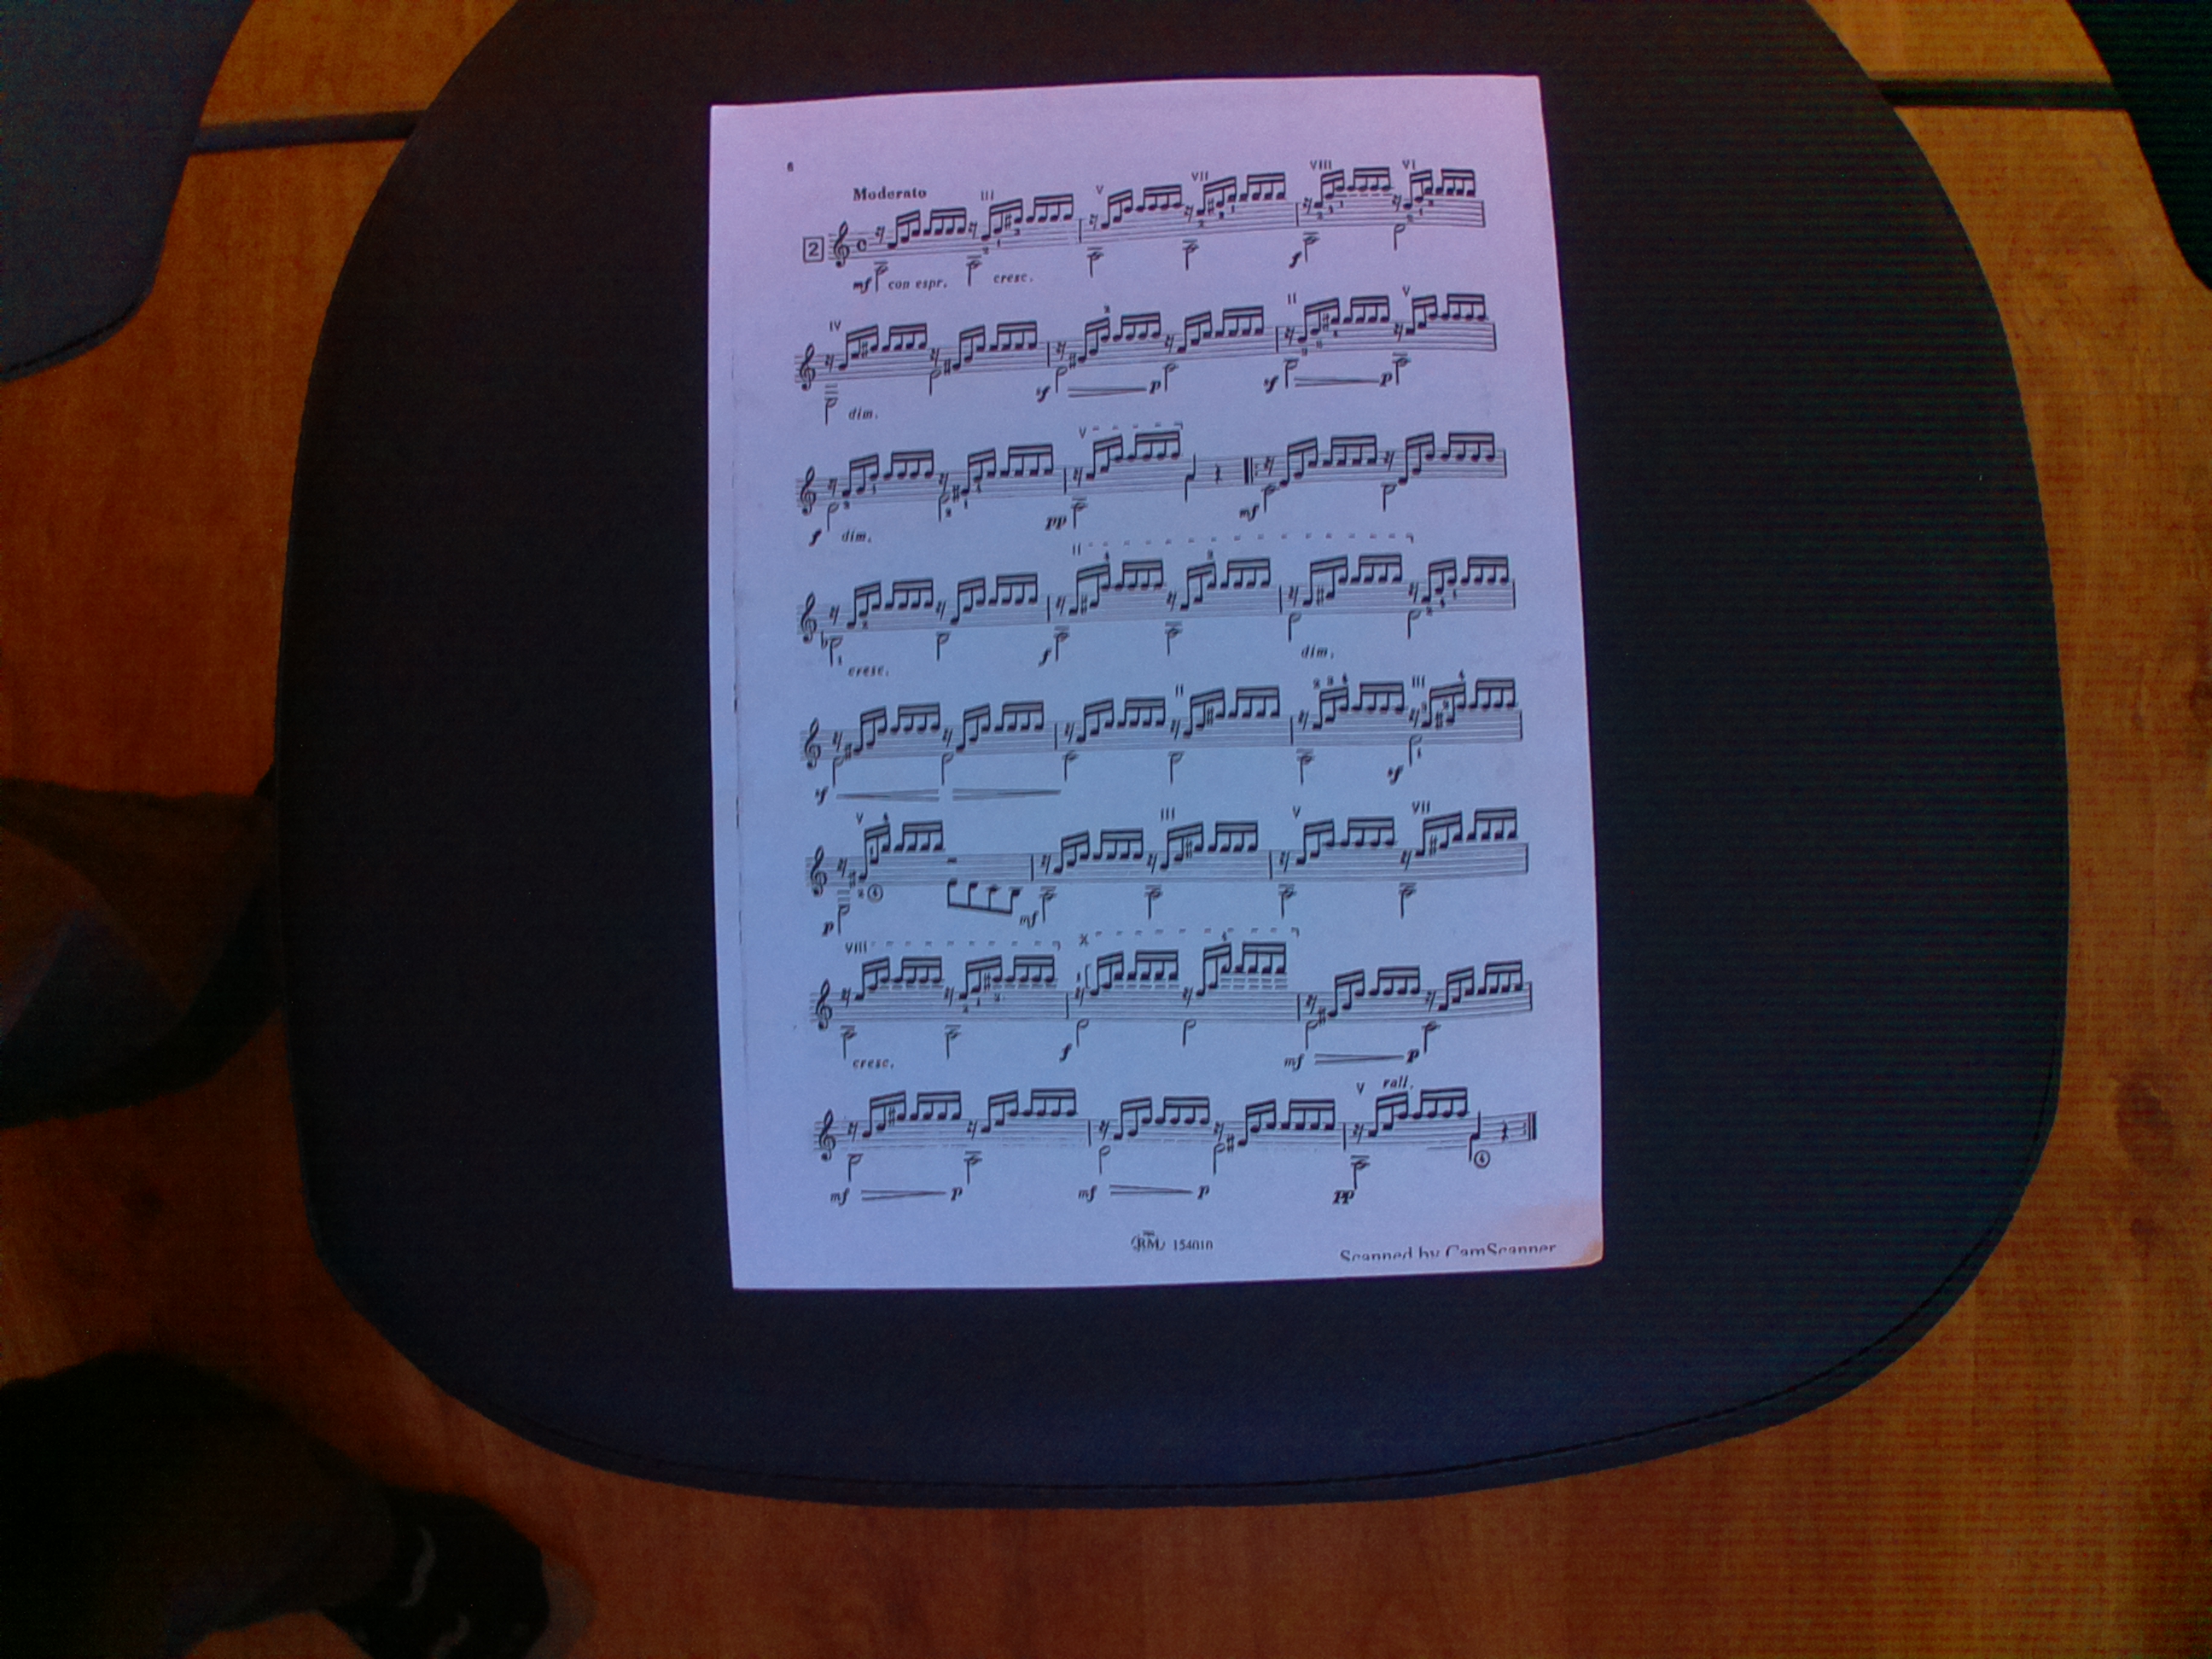 6
Moderato III V VII VIII VI
2
mf con espr. cresc. f
IV II V
sf p sf p
dim.
V
f dim. pp mf
II
cresc. f dim.
II III
sf sf
V III V VII
p mf
VIII X
cresc. f mf p
V rall.
mf p mf p pp
RM 154010
Scanned by CamScanner